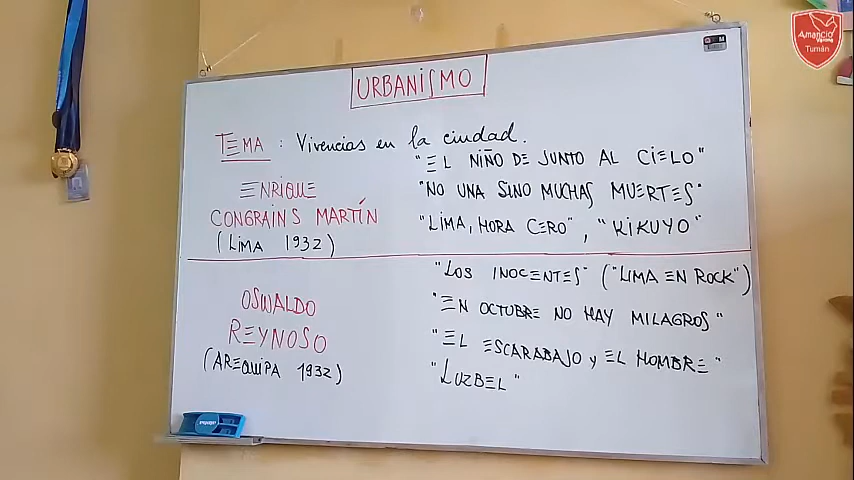 URBANISMO
TEMA : Vivencias en la ciudad.
ENRIQUE
CONGRAINS MARTÍN
(LIMA 1932)
"EL NIÑO DE JUNTO AL CIELO"
"NO UNA SINO MUCHAS MUERTES"
"LIMA, HORA CERO", "KIKUYO"
OSWALDO
REYNOSO
(AREQUIPA 1932)
"LOS INOCENTES" ("LIMA EN ROCK")
"EN OCTUBRE NO HAY MILAGROS"
"EL ESCARABAJO y EL HOMBRE"
"LUZBEL"
Amancio
Varona
Tumán